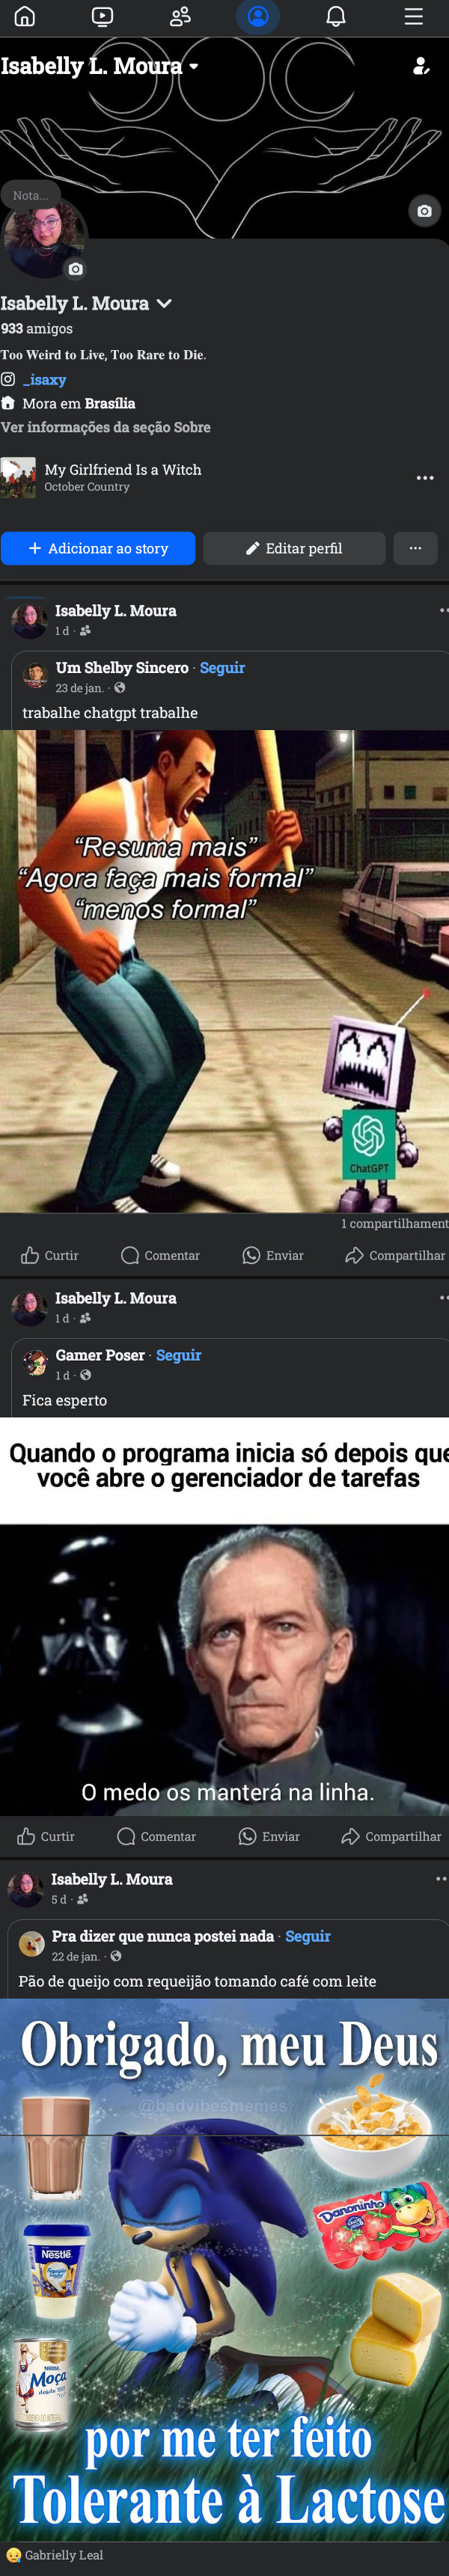 Isabelly L. Moura
Nota...
Isabelly L. Moura
933 amigos
Too Weird to Live, Too Rare to Die.
_isaxy
Mora em Brasília
Ver informações da seção Sobre
My Girlfriend Is a Witch
October Country
Adicionar ao story
Editar perfil
Isabelly L. Moura
1 d ·
Um Shelby Sincero · Seguir
23 de jan. ·
trabalhe chatgpt trabalhe
“Resuma mais”
“Agora faça mais formal”
“menos formal”
ChatGPT
1 compartilhament
Curtir
Comentar
Enviar
Compartilhar
Isabelly L. Moura
1 d ·
Gamer Poser · Seguir
1 d ·
Fica esperto
Quando o programa inicia só depois que
você abre o gerenciador de tarefas
O medo os manterá na linha.
Curtir
Comentar
Enviar
Compartilhar
Isabelly L. Moura
5 d ·
Pra dizer que nunca postei nada · Seguir
22 de jan. ·
Pão de queijo com requeijão tomando café com leite
Obrigado, meu Deus
@badvibesmemes
Danoninho
Nestlé
Moça
por me ter feito
Tolerante à Lactose
Gabrielly Leal